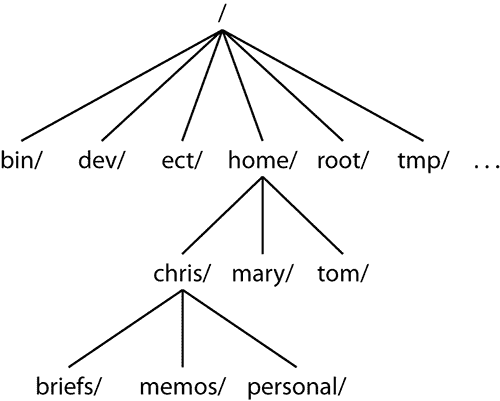 /
bin/ dev/ ect/ home/ root/ tmp/ ...
chris/ mary/ tom/
briefs/ memos/ personal/